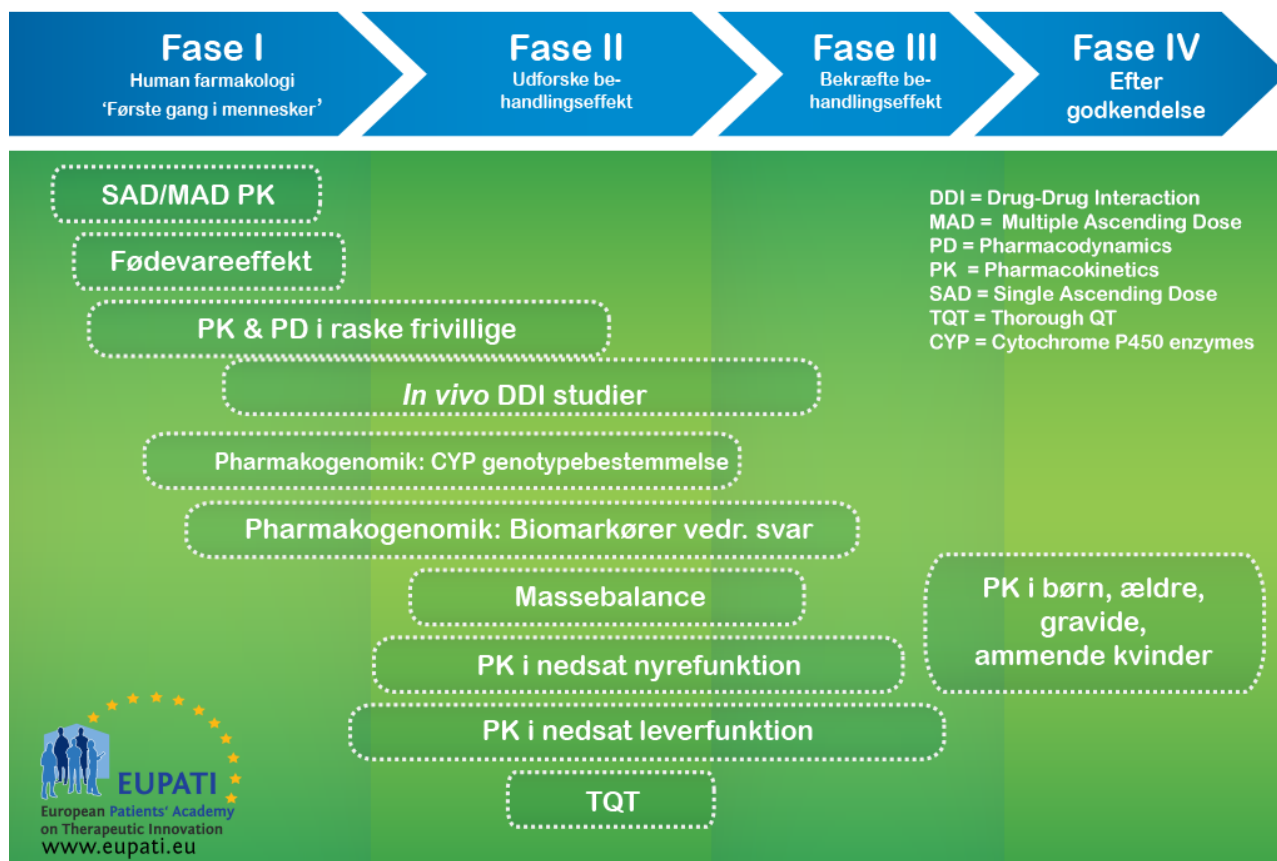 Fase I
Human farmakologi
‘Første gang i mennesker’
Fase II
Udforske be-
handlingseffekt
Fase III
Bekræfte be-
handlingseffekt
Fase IV
Efter
godkendelse
SAD/MAD PK
Fødevareeffekt
PK & PD i raske frivillige
In vivo DDI studier
Pharmakogenomik: CYP genotypebestemmelse
Pharmakogenomik: Biomarkører vedr. svar
Massebalance
PK i nedsat nyrefunktion
PK i nedsat leverfunktion
TQT
DDI = Drug-Drug Interaction
MAD = Multiple Ascending Dose
PD = Pharmacodynamics
PK = Pharmacokinetics
SAD = Single Ascending Dose
TQT = Thorough QT
CYP = Cytochrome P450 enzymes
PK i børn, ældre,
gravide,
ammende kvinder
EUPATI
European Patients’ Academy
on Therapeutic Innovation
www.eupati.eu